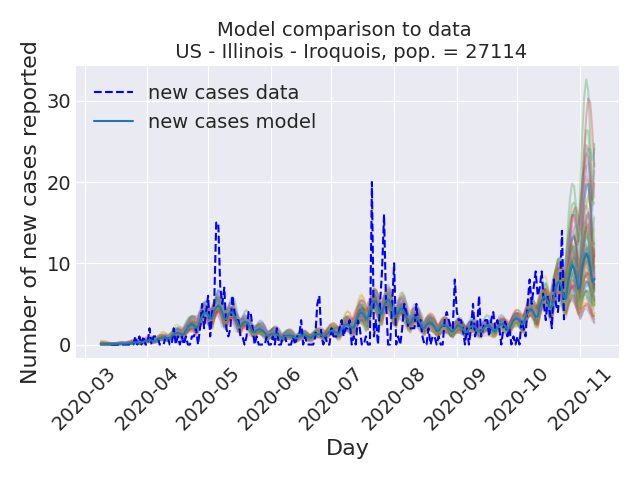 Model comparison to data
US - Illinois - Iroquois, pop. = 27114
Number of new cases reported
new cases data
new cases model
30
20
10
0
2020-03
2020-04
2020-05
2020-06
2020-07
2020-08
2020-09
2020-10
2020-11
Day